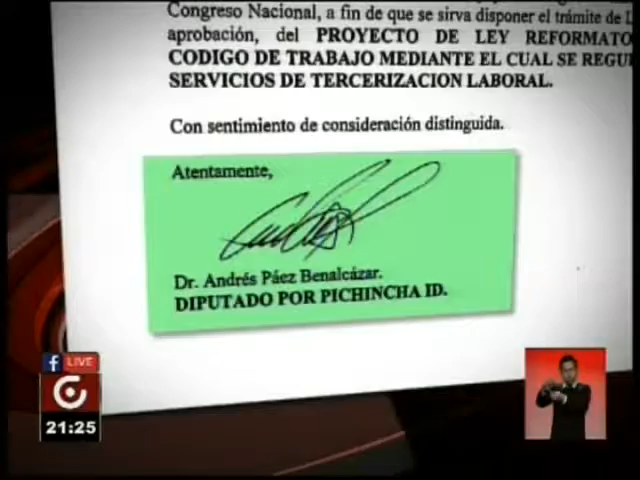 Congreso Nacional, a fin de que se sirva disponer el trámite de
aprobación, del PROYECTO DE LEY REFORMATO
CODIGO DE TRABAJO MEDIANTE EL CUAL SE REGU
SERVICIOS DE TERCERIZACION LABORAL.
Con sentimiento de consideración distinguida.
Atentamente,
Dr. Andrés Páez Benalcázar.
DIPUTADO POR PICHINCHA ID.
f LIVE
21:25